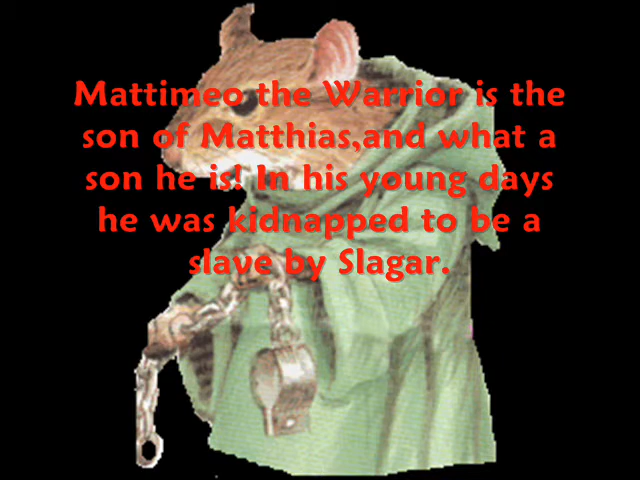 Mattimeo the Warrior is the
son of Matthias,and what a
son he is! In his young days
he was kidnapped to be a
slave by Slagar.